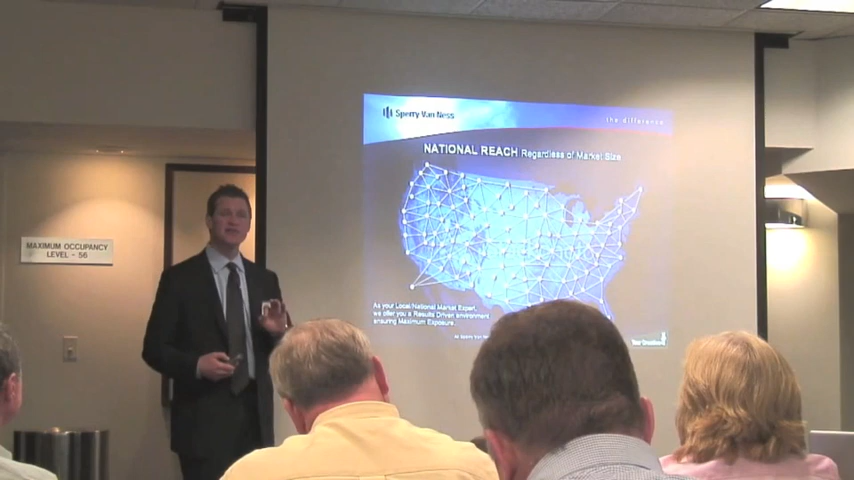 MAXIMUM OCCUPANCY
LEVEL - 56
Sperry Van Ness
the difference
NATIONAL REACH Regardless of Market Size
As your Local/National Market Expert,
we offer you a Results Driven environment
ensuring Maximum Exposure.